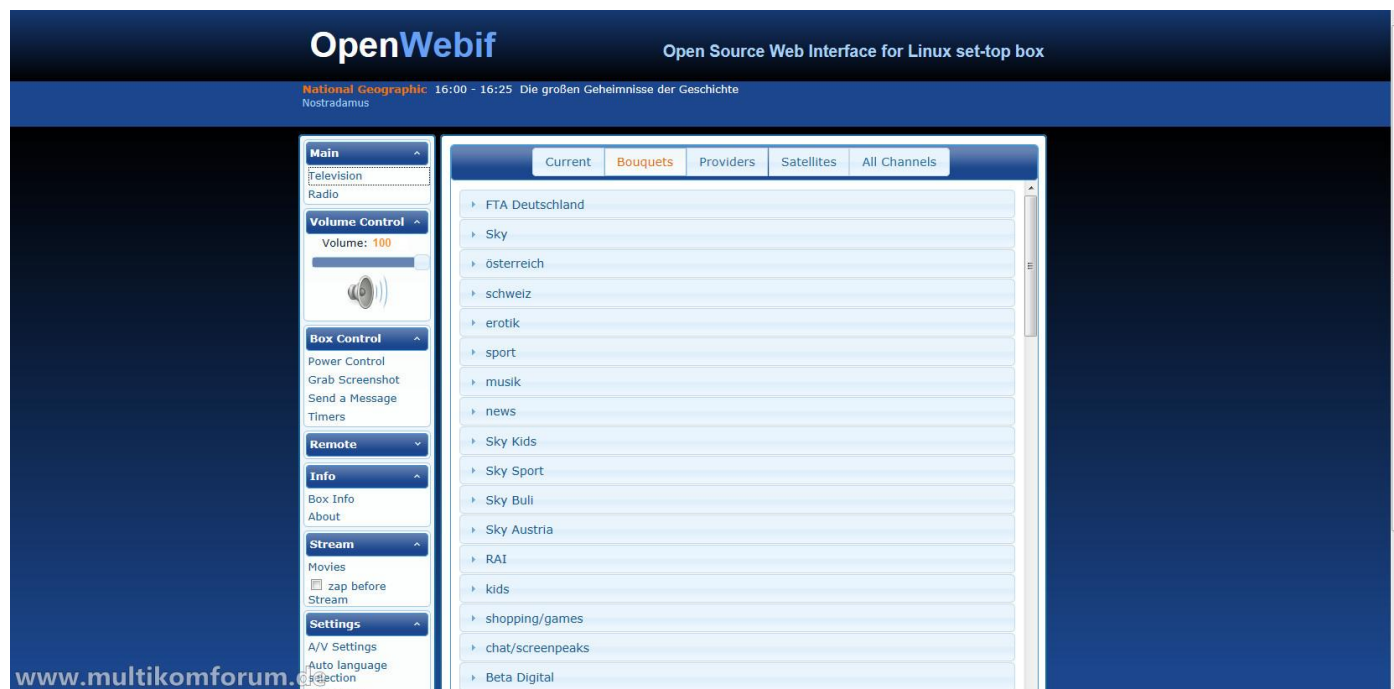 OpenWebif
Open Source Web Interface for Linux set-top box
National Geographic 16:00 - 16:25 Die großen Geheimnisse der Geschichte
Nostradamus
Main
Television
Radio
Volume Control
Volume: 100
Box Control
Power Control
Grab Screenshot
Send a Message
Timers
Remote
Info
Box Info
About
Stream
Movies
zap before
Stream
Settings
A/V Settings
Auto language
selection
Current Bouquets Providers Satellites All Channels
FTA Deutschland
Sky
österreich
schweiz
erotik
sport
musik
news
Sky Kids
Sky Sport
Sky Buli
Sky Austria
RAI
kids
shopping/games
chat/screenpeaks
Beta Digital
www.multikomforum.de